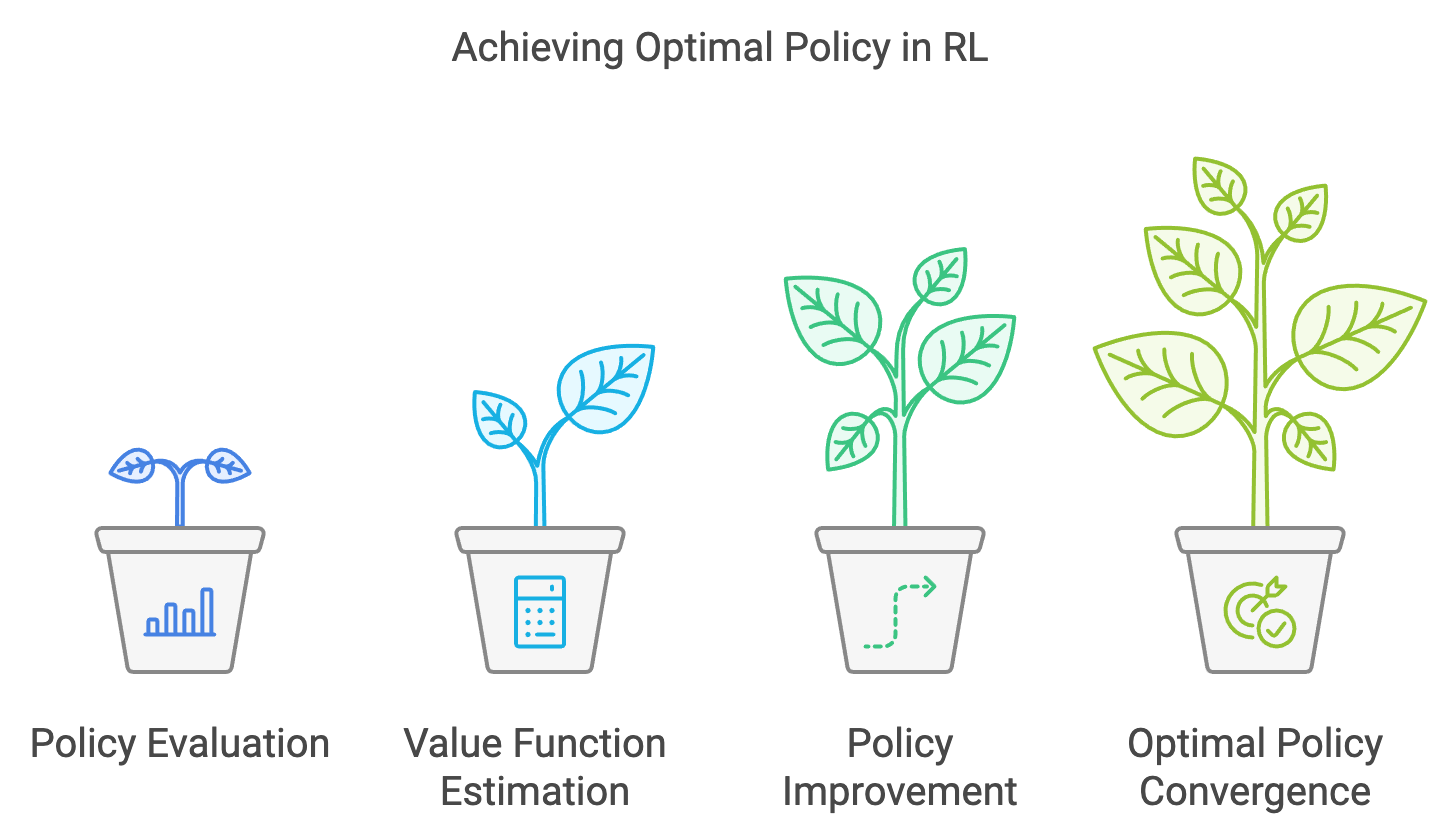 Achieving Optimal Policy in RL
Policy Evaluation
Value Function
Estimation
Policy
Improvement
Optimal Policy
Convergence